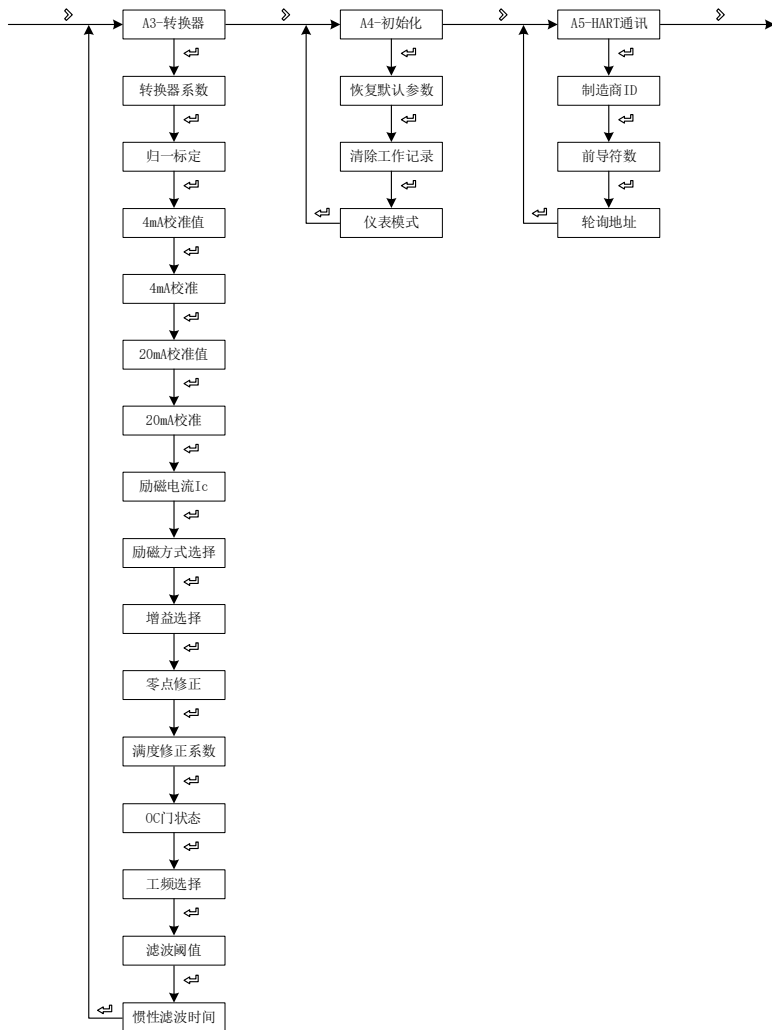 A3-转换器
转换器系数
归一标定
4mA校准值
4mA校准
20mA校准值
20mA校准
励磁电流Ic
励磁方式选择
增益选择
零点修正
满度修正系数
OC门状态
工频选择
滤波阈值
惯性滤波时间
A4-初始化
恢复默认参数
清除工作记录
仪表模式
A5-HART通讯
制造商ID
前导符数
轮询地址